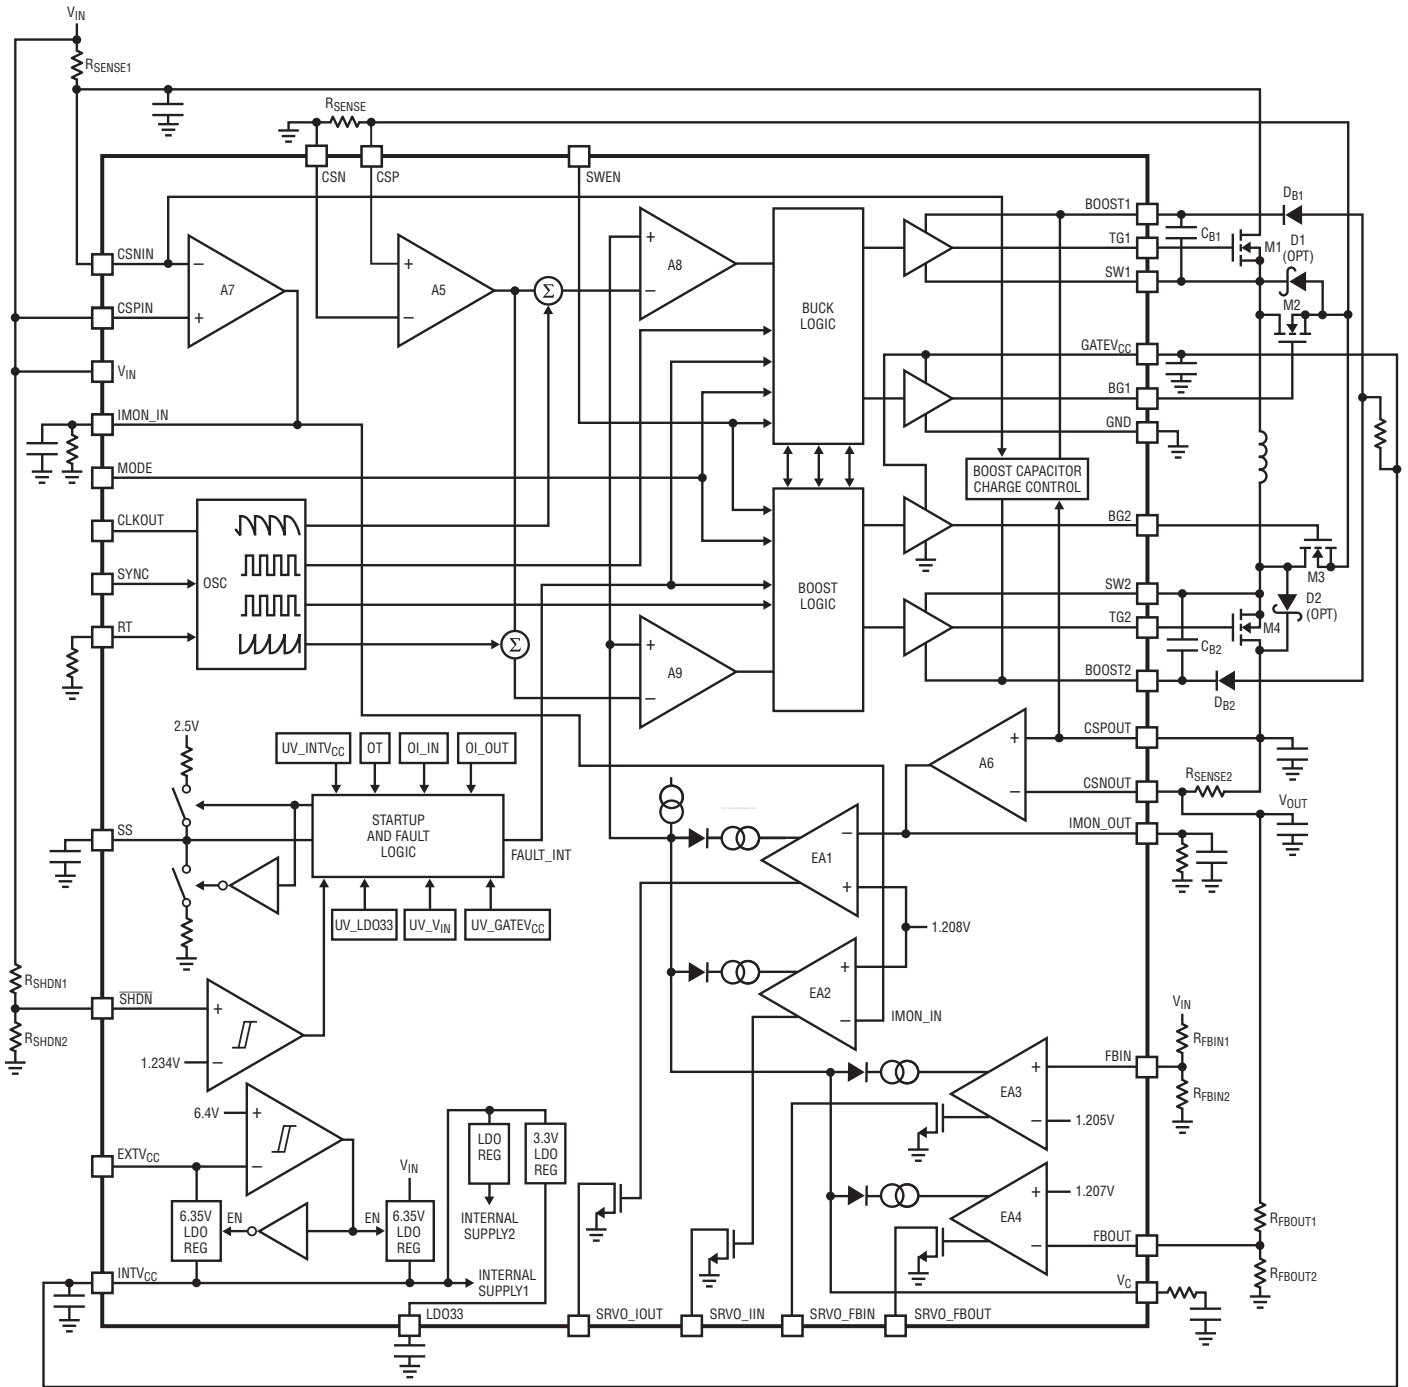 VIN
RSENSE1
RSENSE
CSN
CSP
SWEN
BOOST1
DB1
CSNIN
A7
−
+
CSPIN
VIN
IMON_IN
MODE
A5
+
−
Σ
A8
+
−
BUCK
LOGIC
TG1
CB1
M1
D1
(OPT)
SW1
M2
GATEVCC
BG1
GND
BOOST CAPACITOR
CHARGE CONTROL
CLKOUT
SYNC
OSC
RT
Σ
BOOST
LOGIC
A9
+
−
BG2
M3
SW2
D2
(OPT)
TG2
M4
CB2
BOOST2
DB2
2.5V
UV_INTVCC
OT
OI_IN
OI_OUT
STARTUP
AND FAULT
LOGIC
FAULT_INT
SS
UV_LDO33
UV_VIN
UV_GATEVCC
CSPOUT
A6
+
−
CSNOUT
RSENSE2
VOUT
IMON_OUT
EA1
−
+
1.208V
EA2
+
−
IMON_IN
RSHDN1
SHDN
RSHDN2
+
−
1.234V
VIN
RFBIN1
FBIN
RFBIN2
EA3
+
−
1.205V
6.4V
+
−
EXTVCC
LDO
REG
3.3V
LDO
REG
VIN
6.35V
LDO
REG
EN
EN
6.35V
LDO
REG
INTERNAL
SUPPLY2
EA4
+
−
1.207V
RFBOUT1
FBOUT
RFBOUT2
INTVCC
INTERNAL
SUPPLY1
VC
LDO33
SRVO_IOUT
SRVO_IIN
SRVO_FBIN
SRVO_FBOUT